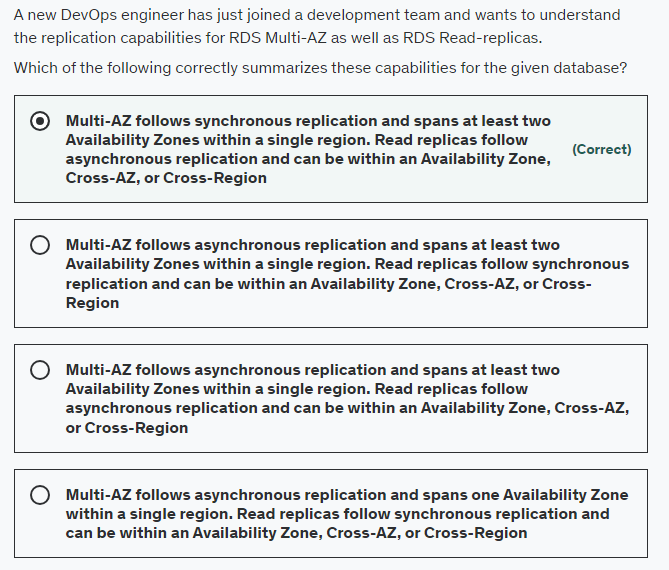 A new DevOps engineer has just joined a development team and wants to understand
the replication capabilities for RDS Multi-AZ as well as RDS Read-replicas.
Which of the following correctly summarizes these capabilities for the given database?
Multi-AZ follows synchronous replication and spans at least two
Availability Zones within a single region. Read replicas follow
asynchronous replication and can be within an Availability Zone,
Cross-AZ, or Cross-Region
(Correct)
Multi-AZ follows asynchronous replication and spans at least two
Availability Zones within a single region. Read replicas follow synchronous
replication and can be within an Availability Zone, Cross-AZ, or Cross-
Region
Multi-AZ follows asynchronous replication and spans at least two
Availability Zones within a single region. Read replicas follow
asynchronous replication and can be within an Availability Zone, Cross-AZ,
or Cross-Region
Multi-AZ follows asynchronous replication and spans one Availability Zone
within a single region. Read replicas follow synchronous replication and
can be within an Availability Zone, Cross-AZ, or Cross-Region